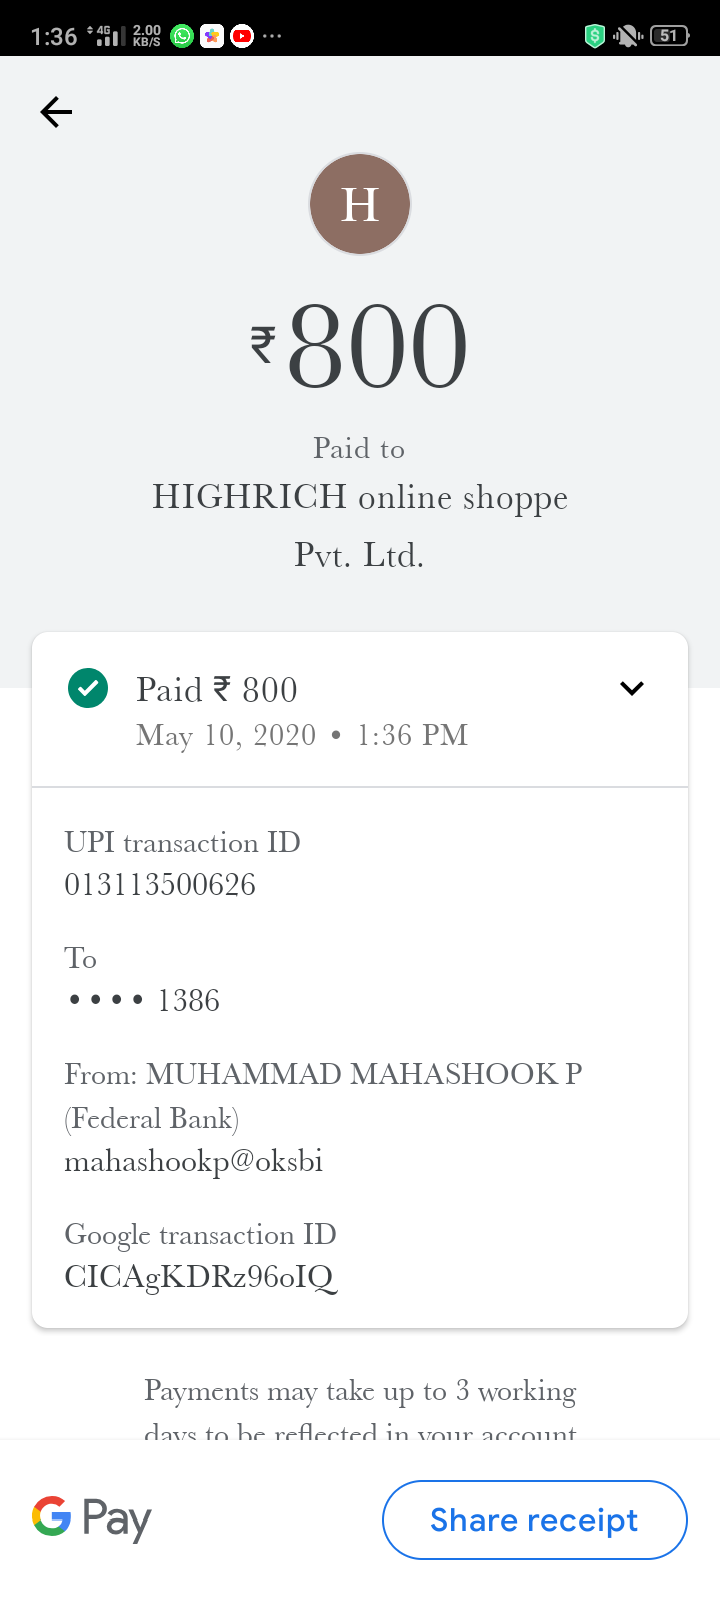 1:36 4G 2.00 KB/S 51
H
₹800
Paid to
HIGHRICH online shoppe
Pvt. Ltd.
Paid ₹ 800
May 10, 2020 • 1:36 PM
UPI transaction ID
013113500626
To
•••• 1386
From: MUHAMMAD MAHASHOOK P
(Federal Bank)
mahashookp@oksbi
Google transaction ID
CICAgKDRz96oIQ
Payments may take up to 3 working
days to be reflected in your account
G Pay
Share receipt